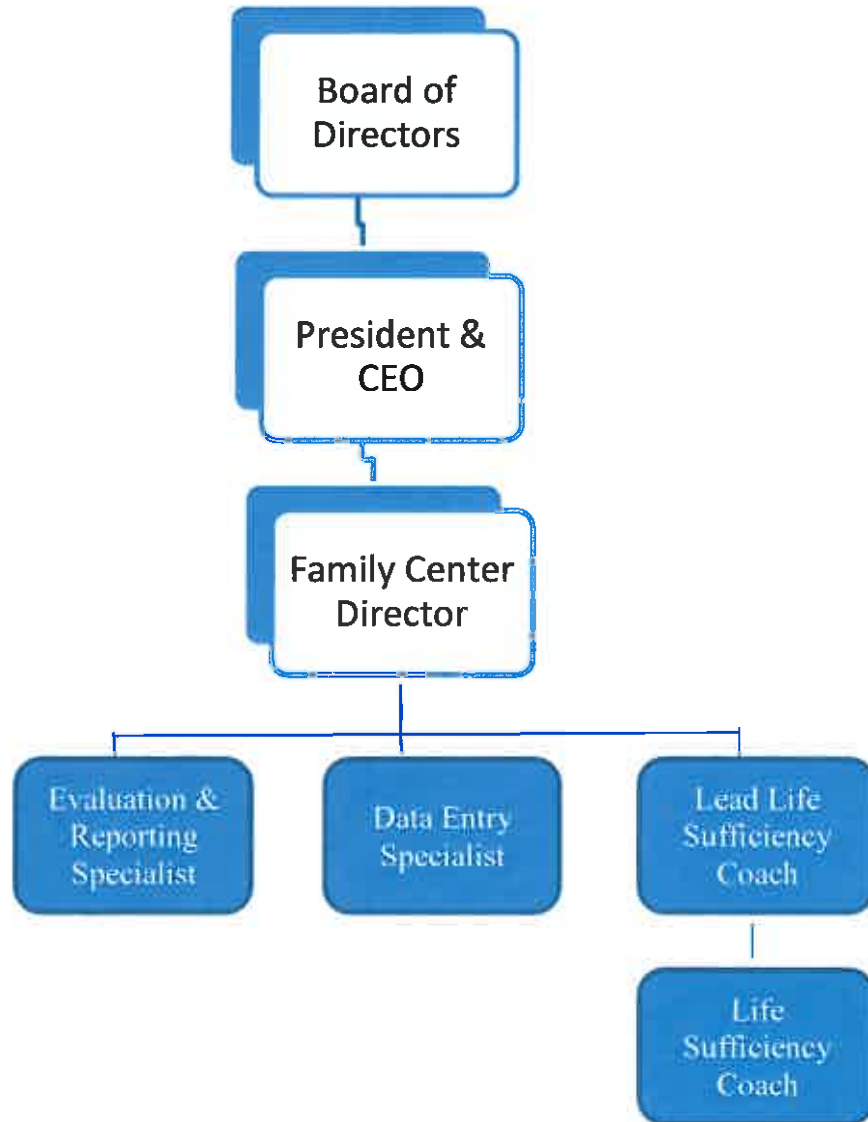 Board of
Directors
President &
CEO
Family Center
Director
Evaluation &
Reporting
Specialist
Data Entry
Specialist
Lead Life
Sufficiency
Coach
Life
Sufficiency
Coach